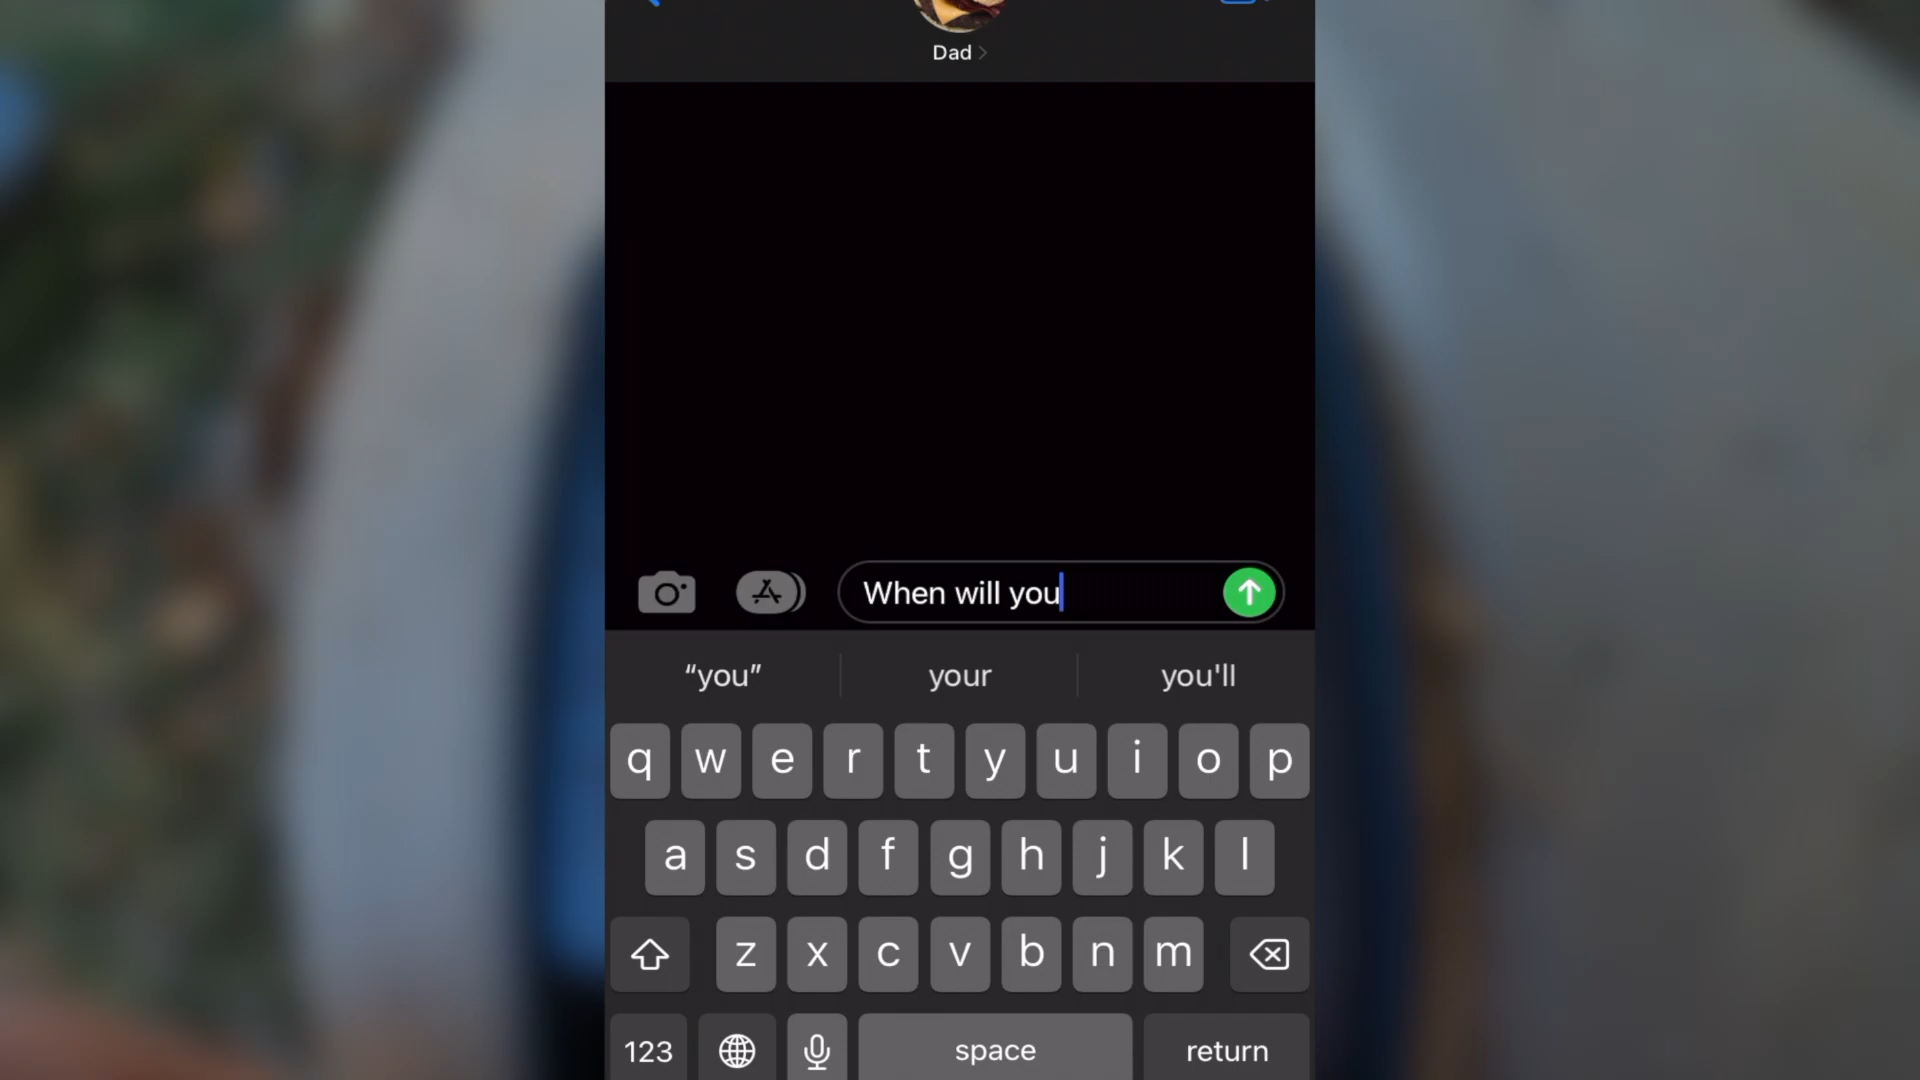 Dad
When will you
“you” your you'll
q w e r t y u i o p
a s d f g h j k l
z x c v b n m
123 space return